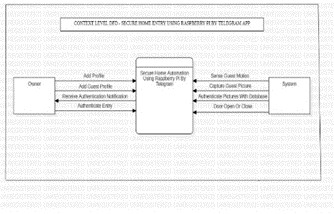 CONTEXT LEVEL DFD - SECURE HOME ENTRY USING RASPBERRY PI BY TELEGRAM APP
Owner
Add Profile
Add Guest Profile
Receive Authentication Notification
Authenticate Entry
Secure Home Automation
Using Raspberry Pi By
Telegram
Sense Guest Motion
Capture Guest Picture
Authenticate Pictures With Database
Door Open Or Close
System